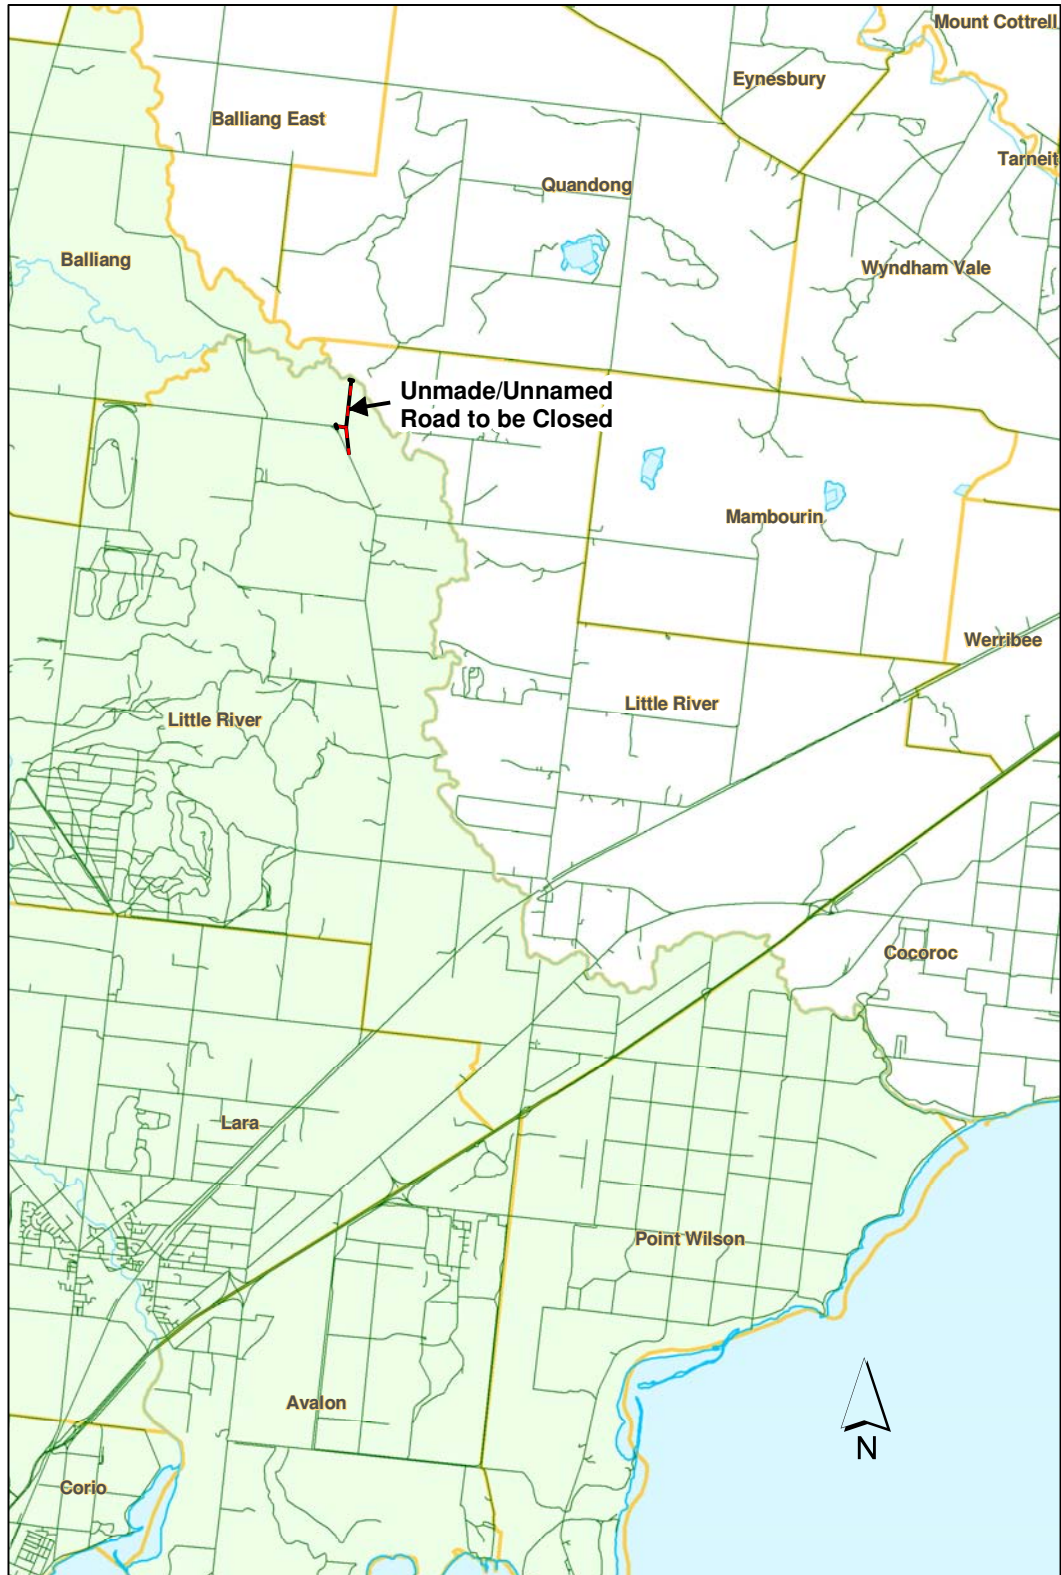 Mount Cottrell
Eynesbury
Balliang East
Tarneit
Quandong
Balliang
Wyndham Vale
Unmade/Unnamed
Road to be Closed
Mambourin
Werribee
Little River
Little River
Cocoroc
Lara
Point Wilson
Avalon
N
Corio